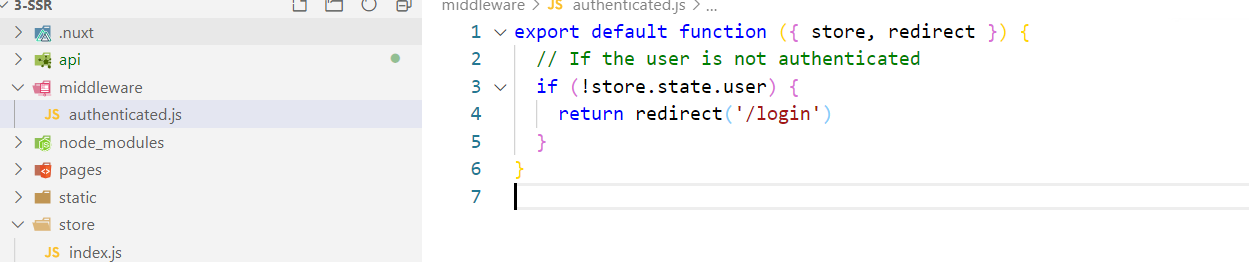 3-SSR
.nuxt
api
middleware
JS authenticated.js
node_modules
pages
static
store
JS index.js
middleware > JS authenticated.js > ...
1 export default function ({ store, redirect }) {
2 // If the user is not authenticated
3 if (!store.state.user) {
4 return redirect('/login')
5 }
6 }
7